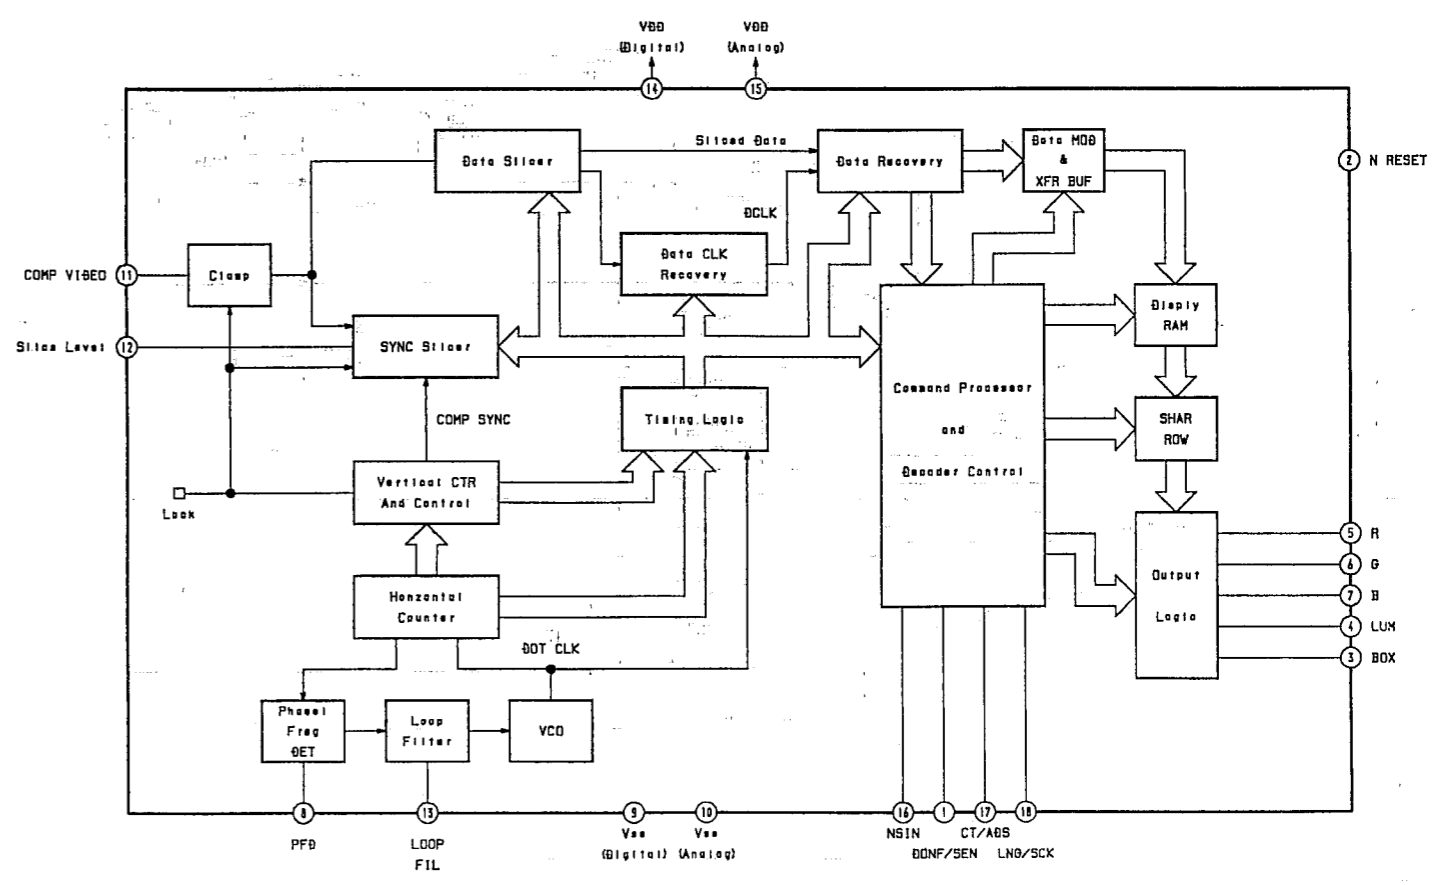 VDD
(Digital)
VDD
(Analog)
14
15
Data Slicer
Sliced Data
Data Recovery
Data MOD
&
XFR BUF
2 N RESET
DCLK
Data CLK
Recovery
COMP VIDEO 11
Clamp
Disply
RAM
Slice Level 12
SYNC Slicer
Command Processor
and
Decoder Control
COMP SYNC
Timing Logic
SHAR
ROW
Vertical CTR
And Control
Lock
5 R
6 G
7 B
4 LUM
3 BOX
Output
Logic
Honzontal
Counter
DOT CLK
Phasel
Freq
DET
Loop
Filter
VCO
8
13
9
10
16
1
17
18
PFD
LOOP
FIL
Vss
(Digital)
Vss
(Analog)
NSIN
CT/ADS
DONF/SEN
LNG/SCK